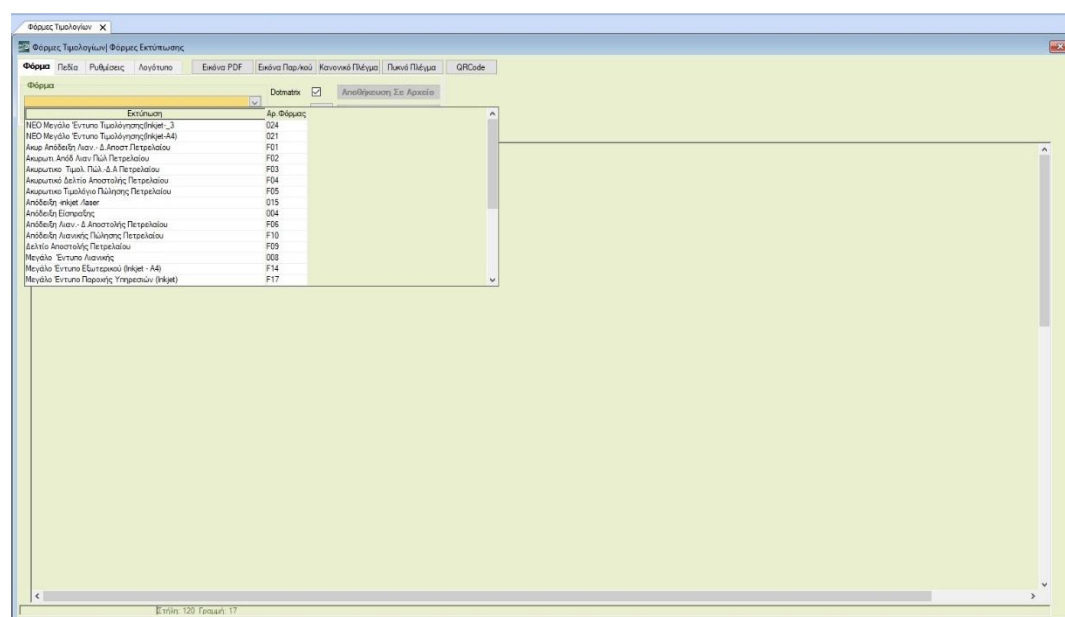 Φόρμες Τιμολογίων X
Φόρμες Τιμολογίων| Φόρμες Εκτύπωσης
Φόρμα Πεδία Ρυθμίσεις Λογότυπο Εικόνα PDF Εικόνα Παρ/κού Κανονικό Πλέγμα Πυκνό Πλέγμα QRCode
Φόρμα
Dotmatrix Αποθήκευση Σε Αρχείο
Εκτύπωση Αρ.Φόρμας
ΝΕΟ Μεγάλο Έντυπο Τιμολόγησης(Inkjet-_3 024
ΝΕΟ Μεγάλο Έντυπο Τιμολόγησης(Inkjet-A4) 021
Ακυρ Απόδειξη Λιαν.- Δ.Αποστ.Πετρελαίου F01
Ακυρωτι. Απόδ Λιαν Πώλ Πετρελαίου F02
Ακυρωτικο Τιμολ. Πώλ.-Δ.Α Πετρελαίου F03
Ακυρωτικό Δελτίο Αποστολής Πετρελαίου F04
Ακυρωτικο Τιμολόγιο Πώλησης Πετρελαίου F05
Απόδειξη -inkjet /laser 015
Απόδειξη Είσπραξης 004
Απόδειξη Λιαν.- Δ.Αποστολής Πετρελαίου F06
Απόδειξη Λιανικής Πώλησης Πετρελαίου F10
Δελτίο Αποστολής Πετρελαίου F09
Μεγάλο Έντυπο Λιανικής 008
Μεγάλο Έντυπο Εξωτερικού (Inkjet - A4) F14
Μεγάλο Έντυπο Παροχής Υπηρεσιών (Inkjet) F17
Στήλη: 120 Γραμμή: 17